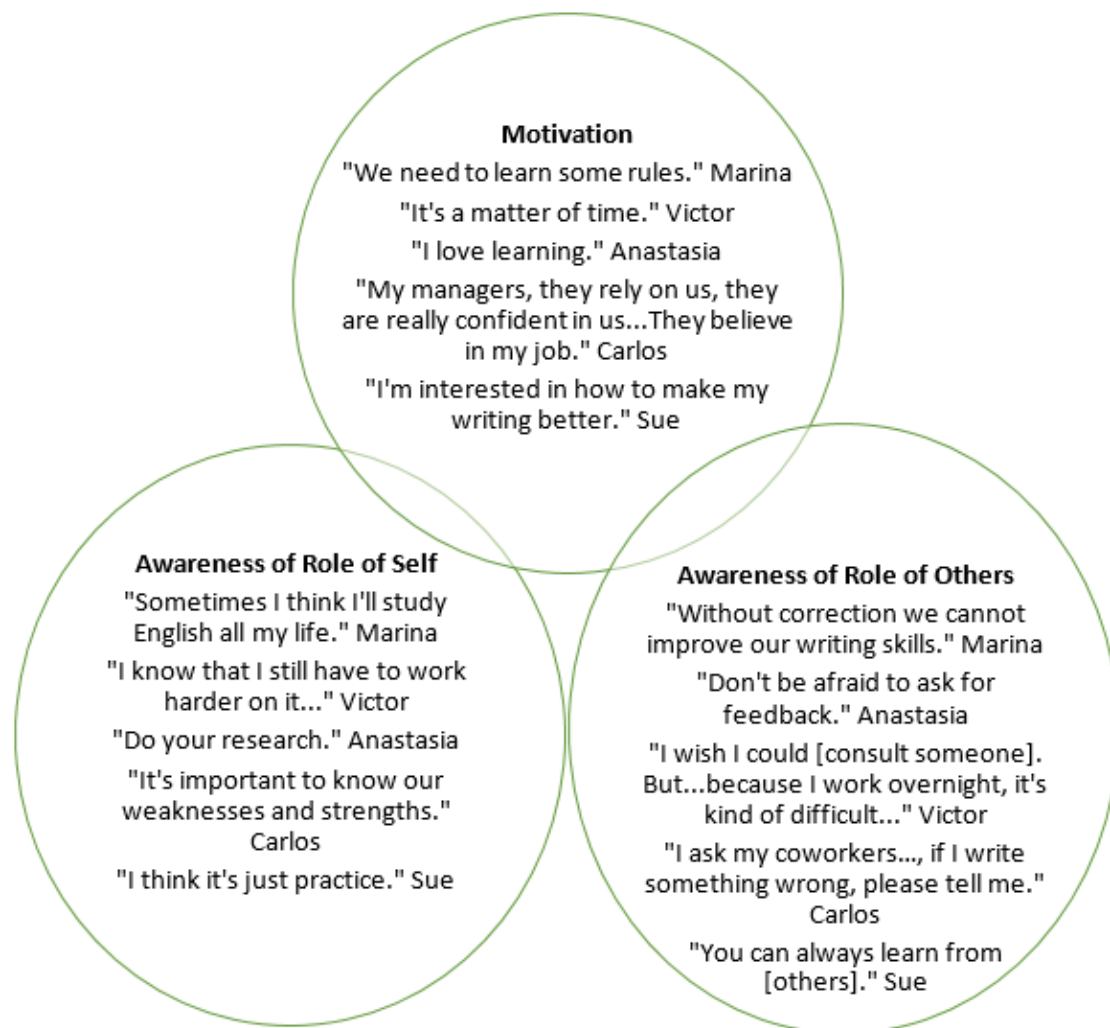 Motivation
"We need to learn some rules." Marina
"It's a matter of time." Victor
"I love learning." Anastasia
"My managers, they rely on us, they
are really confident in us...They believe
in my job." Carlos
"I'm interested in how to make my
writing better." Sue
Awareness of Role of Self
"Sometimes I think I'll study
English all my life." Marina
"I know that I still have to work
harder on it..." Victor
"Do your research." Anastasia
"It's important to know our
weaknesses and strengths."
Carlos
"I think it's just practice." Sue
Awareness of Role of Others
"Without correction we cannot
improve our writing skills." Marina
"Don't be afraid to ask for
feedback." Anastasia
"I wish I could [consult someone].
But...because I work overnight, it's
kind of difficult..." Victor
"I ask my coworkers..., if I write
something wrong, please tell me."
Carlos
"You can always learn from
[others]." Sue